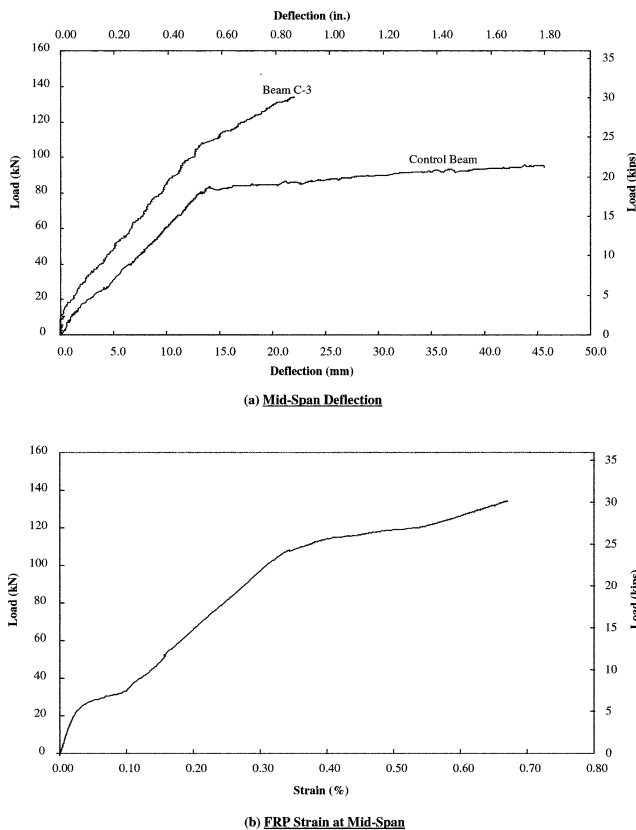 Deflection (in.)
0.00 0.20 0.40 0.60 0.80 1.00 1.20 1.40 1.60 1.80
160
140
120
100
80
60
40
20
0
Load (kN)
35
30
25
20
15
10
5
0
Load (kips)
Beam C-3
Control Beam
0.0 5.0 10.0 15.0 20.0 25.0 30.0 35.0 40.0 45.0 50.0
Deflection (mm)
(a) Mid-Span Deflection
160
140
120
100
80
60
40
20
0
Load (kN)
35
30
25
20
15
10
5
0
Load (kips)
0.00 0.10 0.20 0.30 0.40 0.50 0.60 0.70 0.80
Strain (%)
(b) FRP Strain at Mid-Span